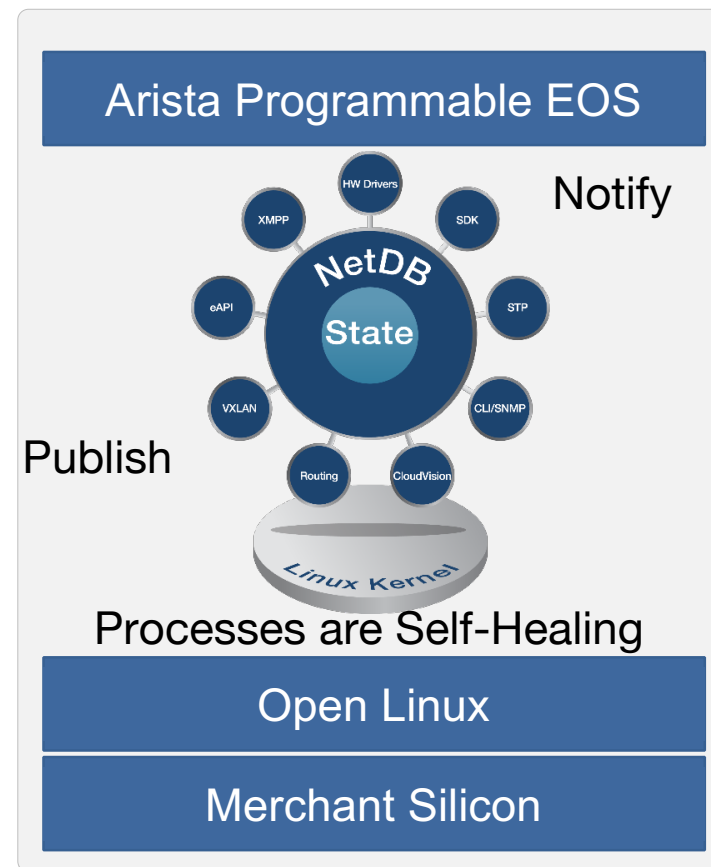 Arista Programmable EOS
HW Drivers
Notify
XMPP
SDK
NetDB
eAPI
STP
State
VXLAN
CLI/SNMP
Publish
Routing
CloudVision
Linux Kernel
Processes are Self-Healing
Open Linux
Merchant Silicon